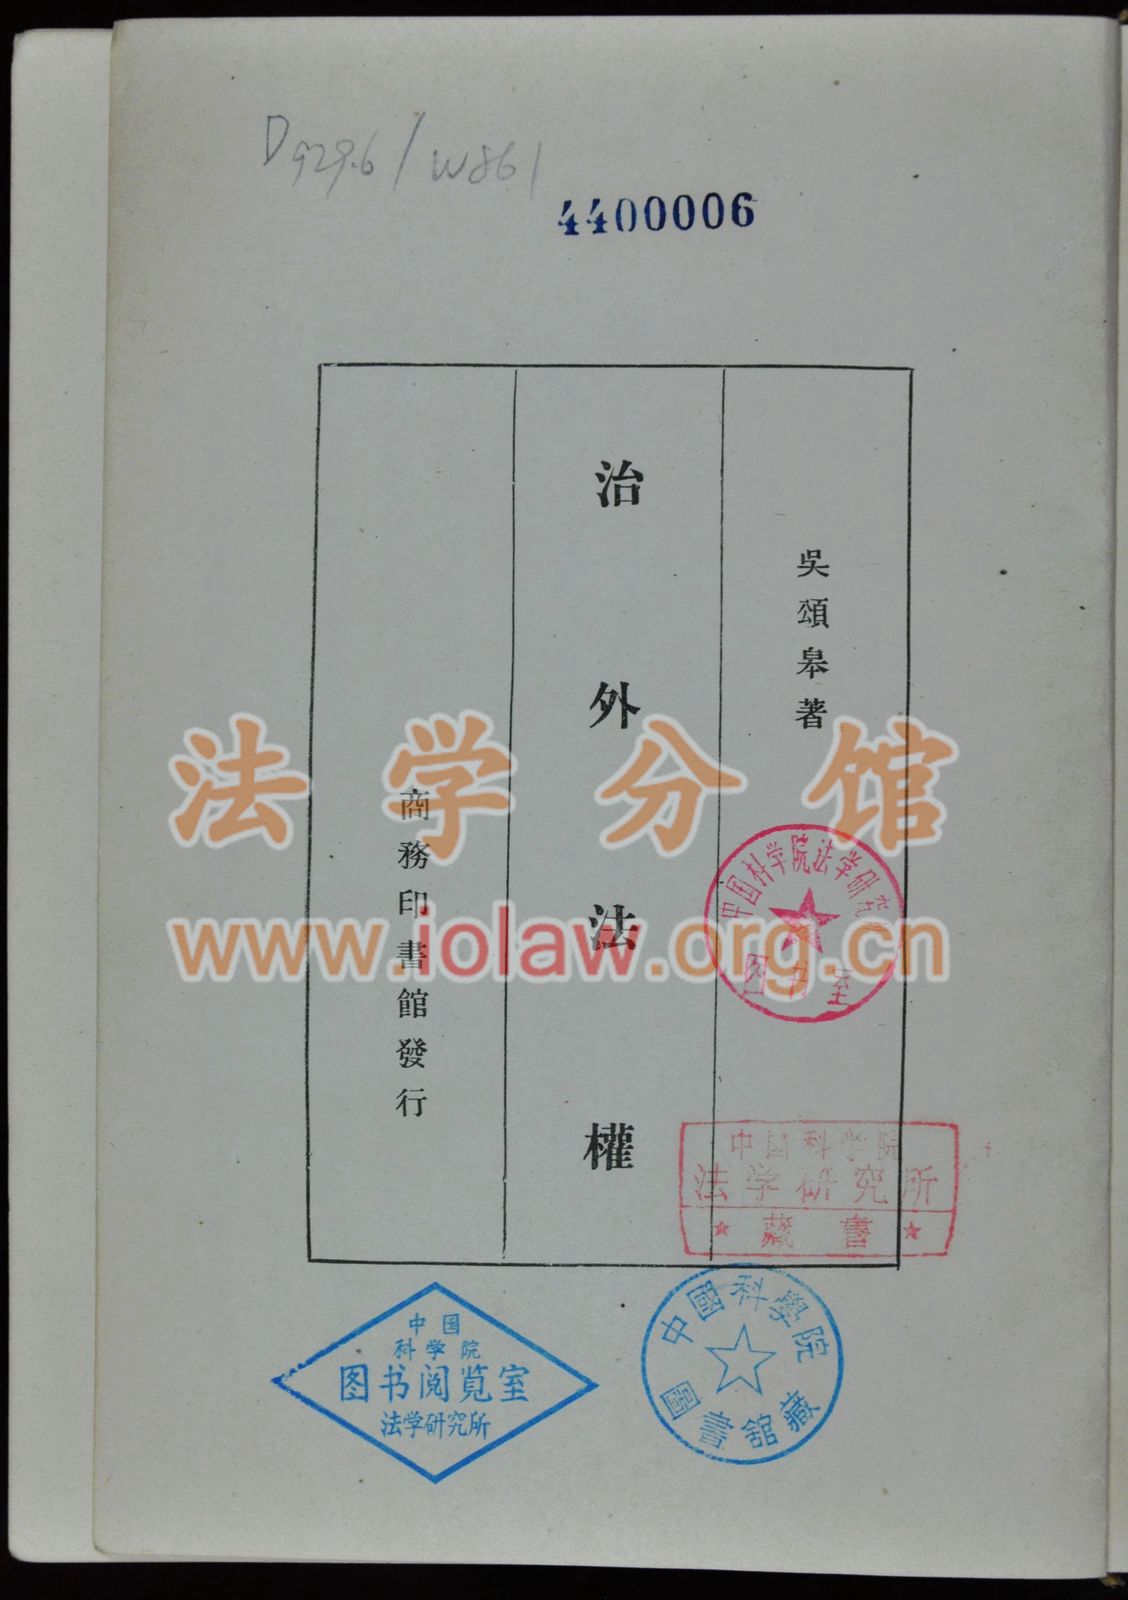 D929.6/W861
4400006
吳頌皋著
治外法權
商務印書館發行
法学分馆
www.iolaw.org.cn
中国科学院法学研究所
图书室
中国科学院
法学研究所
藏書
中国
科学院
图书阅览室
法学研究所
中國科學院
圖書館藏